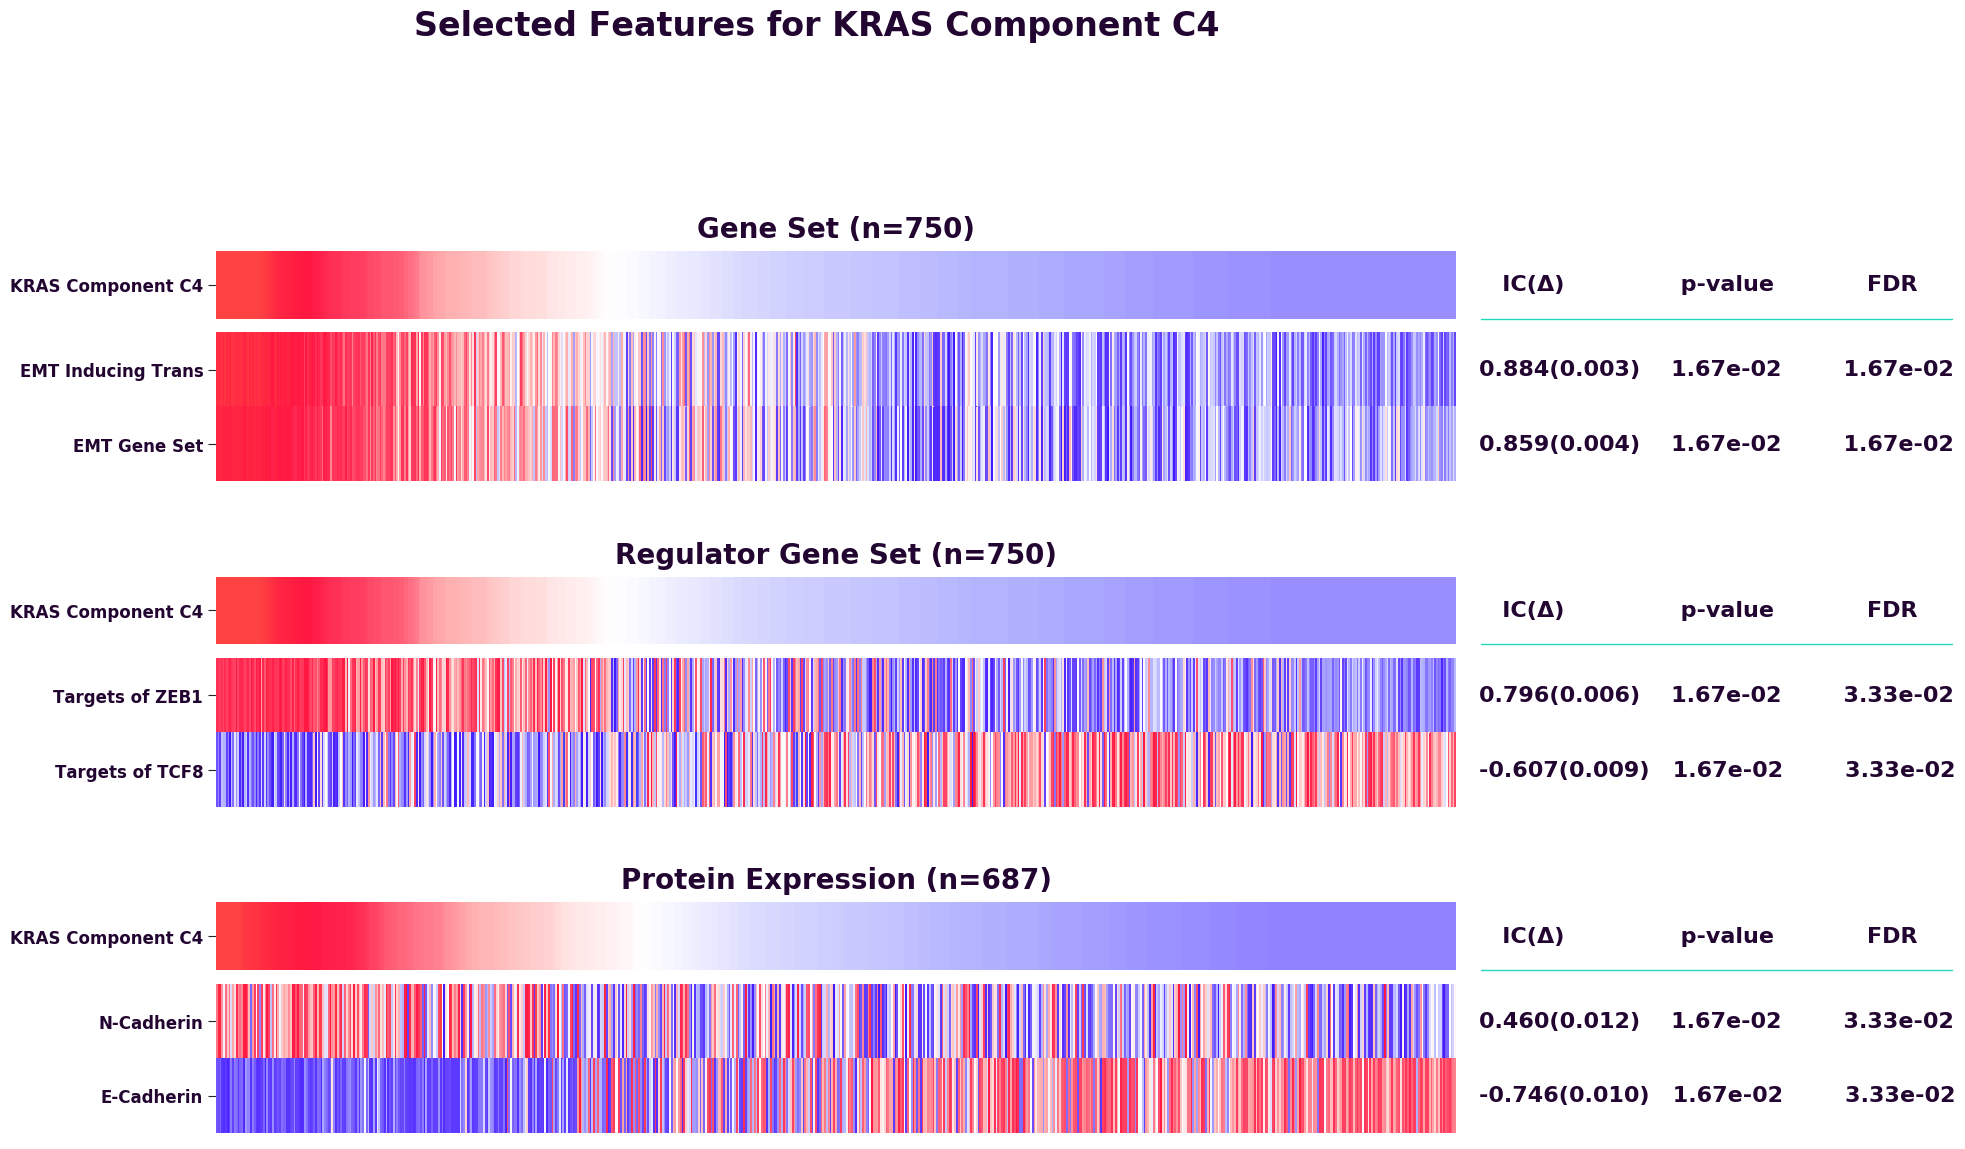 Selected Features for KRAS Component C4
Gene Set (n=750)
KRAS Component C4 IC(Δ) p-value FDR
EMT Inducing Trans 0.884(0.003) 1.67e-02 1.67e-02
EMT Gene Set 0.859(0.004) 1.67e-02 1.67e-02
Regulator Gene Set (n=750)
KRAS Component C4 IC(Δ) p-value FDR
Targets of ZEB1 0.796(0.006) 1.67e-02 3.33e-02
Targets of TCF8 -0.607(0.009) 1.67e-02 3.33e-02
Protein Expression (n=687)
KRAS Component C4 IC(Δ) p-value FDR
N-Cadherin 0.460(0.012) 1.67e-02 3.33e-02
E-Cadherin -0.746(0.010) 1.67e-02 3.33e-02